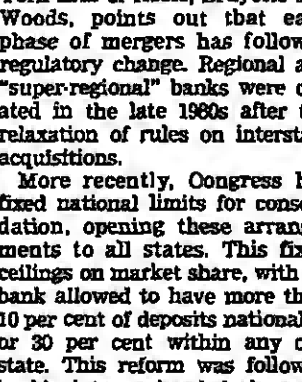 Woods, points out that ea
phase of mergers has follow
regulatory change. Regional a
"super-regional" banks were c
ated in the late 1980s after t
relaxation of rules on interst
acquisitions.
More recently, Congress h
fixed national limits for conso
dation, opening these arran
ments to all states. This fix
ceilings on market share, with
bank allowed to have more th
10 per cent of deposits national
or 30 per cent within any o
state. This reform was follow